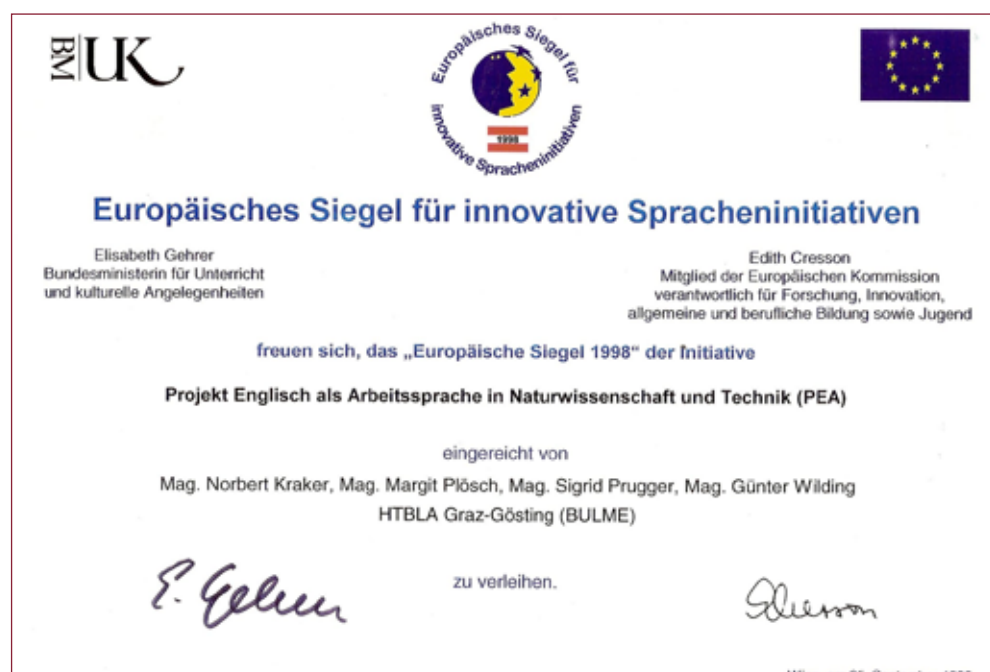 BM UK
Europäisches Siegel für
innovative Spracheninitiativen
1998
Europäisches Siegel für innovative Spracheninitiativen
Elisabeth Gehrer
Bundesministerin für Unterricht
und kulturelle Angelegenheiten
Edith Cresson
Mitglied der Europäischen Kommission
verantwortlich für Forschung, Innovation,
allgemeine und berufliche Bildung sowie Jugend
freuen sich, das „Europäische Siegel 1998“ der Initiative
Projekt Englisch als Arbeitssprache in Naturwissenschaft und Technik (PEA)
eingereicht von
Mag. Norbert Kraker, Mag. Margit Plösch, Mag. Sigrid Prugger, Mag. Günter Wilding
HTBLA Graz-Gösting (BULME)
zu verleihen.
E. Gehrer
ECresson